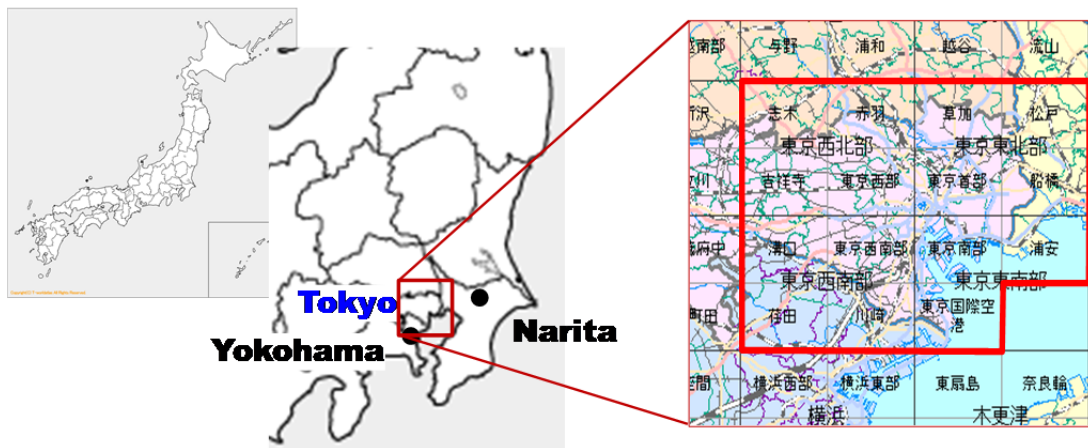 Tokyo
Yokohama
Narita
越南部 与野 浦和 越谷 流山
所沢 志木 赤羽 草加 松戸
東京西北部 東京東北部
立川 吉祥寺 東京西部 東京首部 船橋
武府中 溝口 東京西南部 東京南部 浦安
東京西南部 東京東南部
町田 荏田 川崎 東京国際空
港
座間 横浜西部 横浜東部 東扇島 奈良輪
横浜 木更津